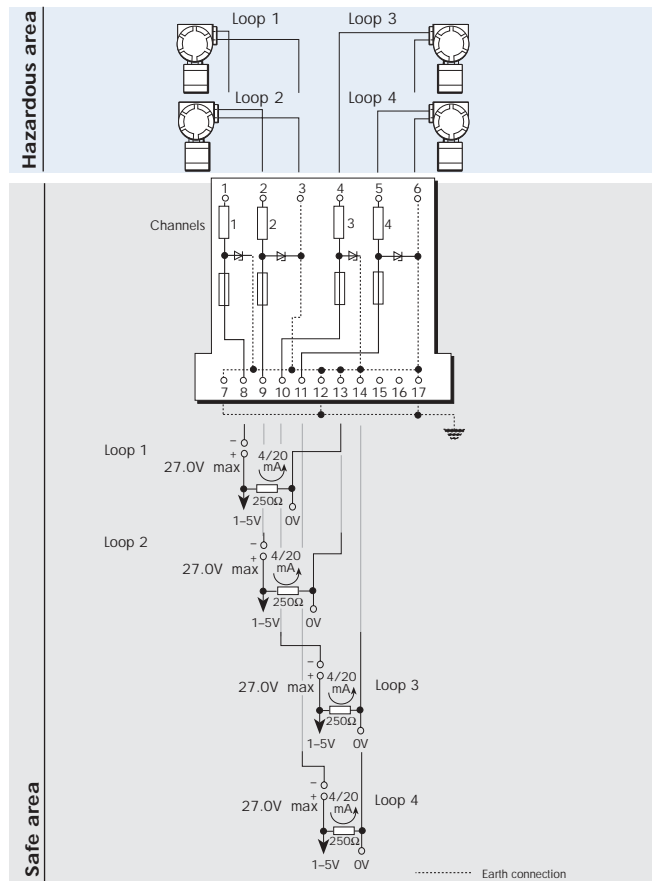 Hazardous area
Loop 1
Loop 3
Loop 2
Loop 4
1 2 3 4 5 6
Channels
1 2 3 4
7 8 9 10 11 12 13 14 15 16 17
Safe area
Loop 1
– +
27.0V max
4/20 mA
250Ω
1–5V 0V
Loop 2
– +
27.0V max
4/20 mA
250Ω
1–5V 0V
– +
27.0V max
4/20 mA
Loop 3
250Ω
1–5V 0V
– +
27.0V max
4/20 mA
Loop 4
250Ω
1–5V 0V
Earth connection